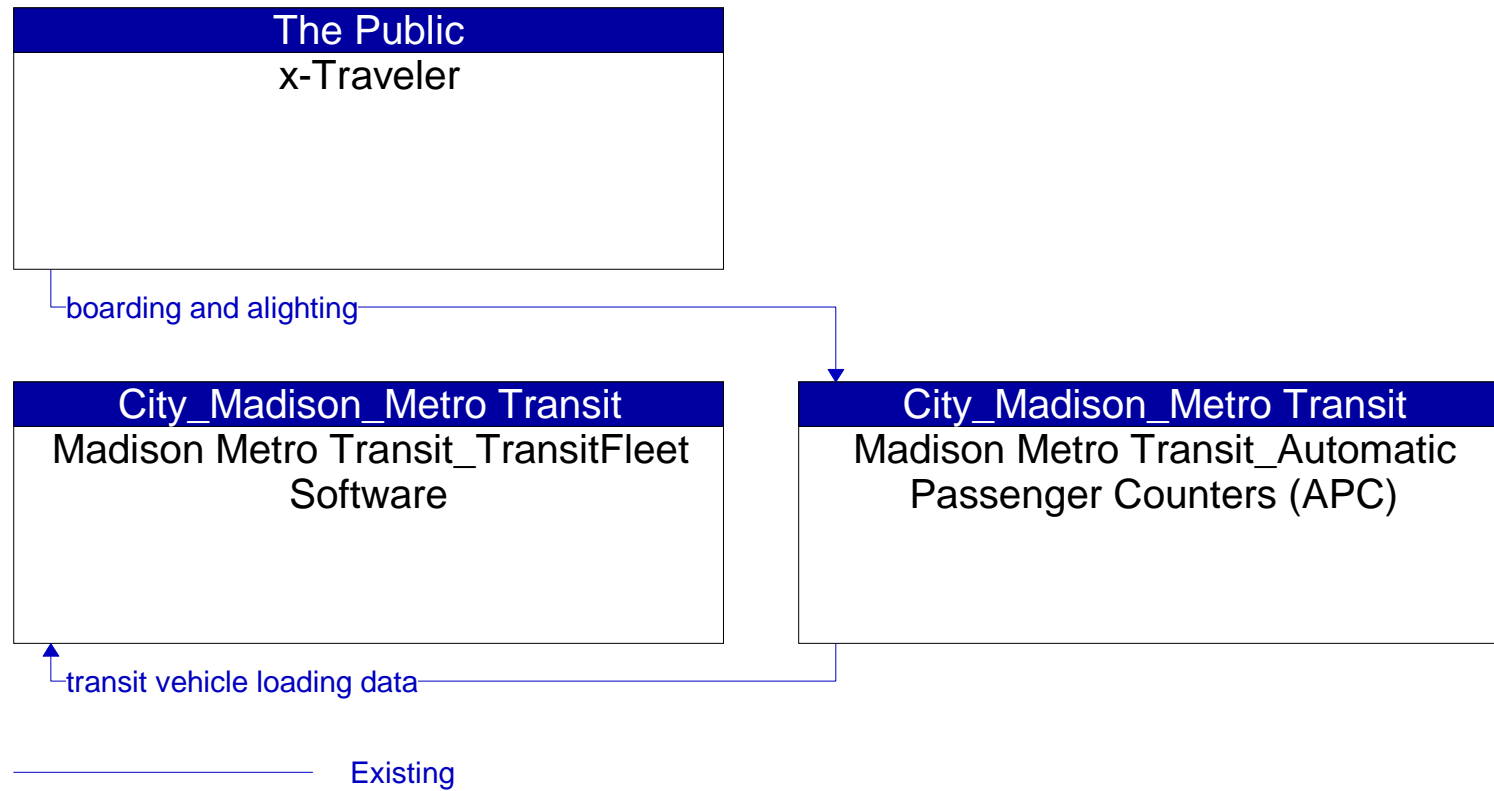 The Public
x-Traveler
boarding and alighting
City_Madison_Metro Transit
Madison Metro Transit_TransitFleet
Software
City_Madison_Metro Transit
Madison Metro Transit_Automatic
Passenger Counters (APC)
transit vehicle loading data
Existing